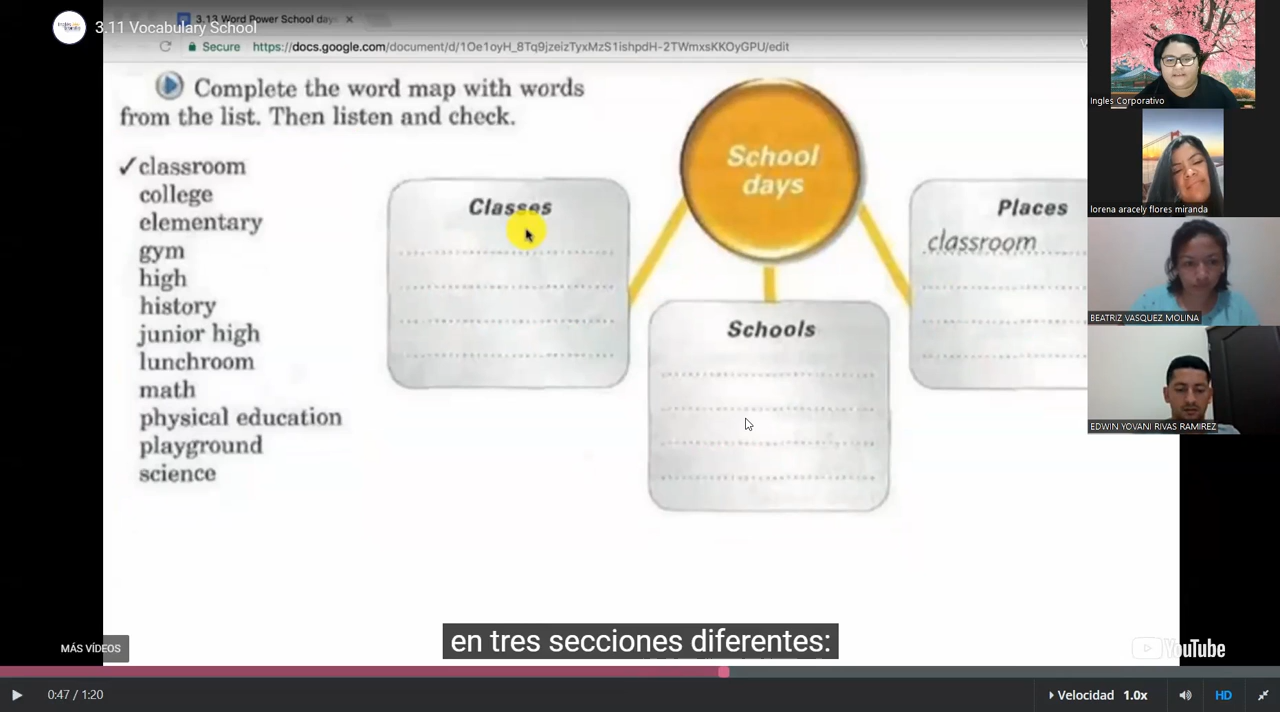 3.13 Word Power School day
3.11 Vocabulary School
Secure
https://docs.google.com/document/d/1Oe1oyH_8Tq9jzeizTyxMzS1ishpdH-2TWmxsKKOyGPU/edit
Complete the word map with words
from the list. Then listen and check.
✓classroom
college
elementary
gym
high
history
junior high
lunchroom
math
physical education
playground
science
School
days
Classes
Schools
Places
classroom
Ingles Corporativo
lorena aracely flores miranda
BEATRIZ VASQUEZ MOLINA
EDWIN YOVANI RIVAS RAMIREZ
en tres secciones diferentes:
MÁS VÍDEOS
YouTube
0:47 / 1:20
Velocidad 1.0x
HD